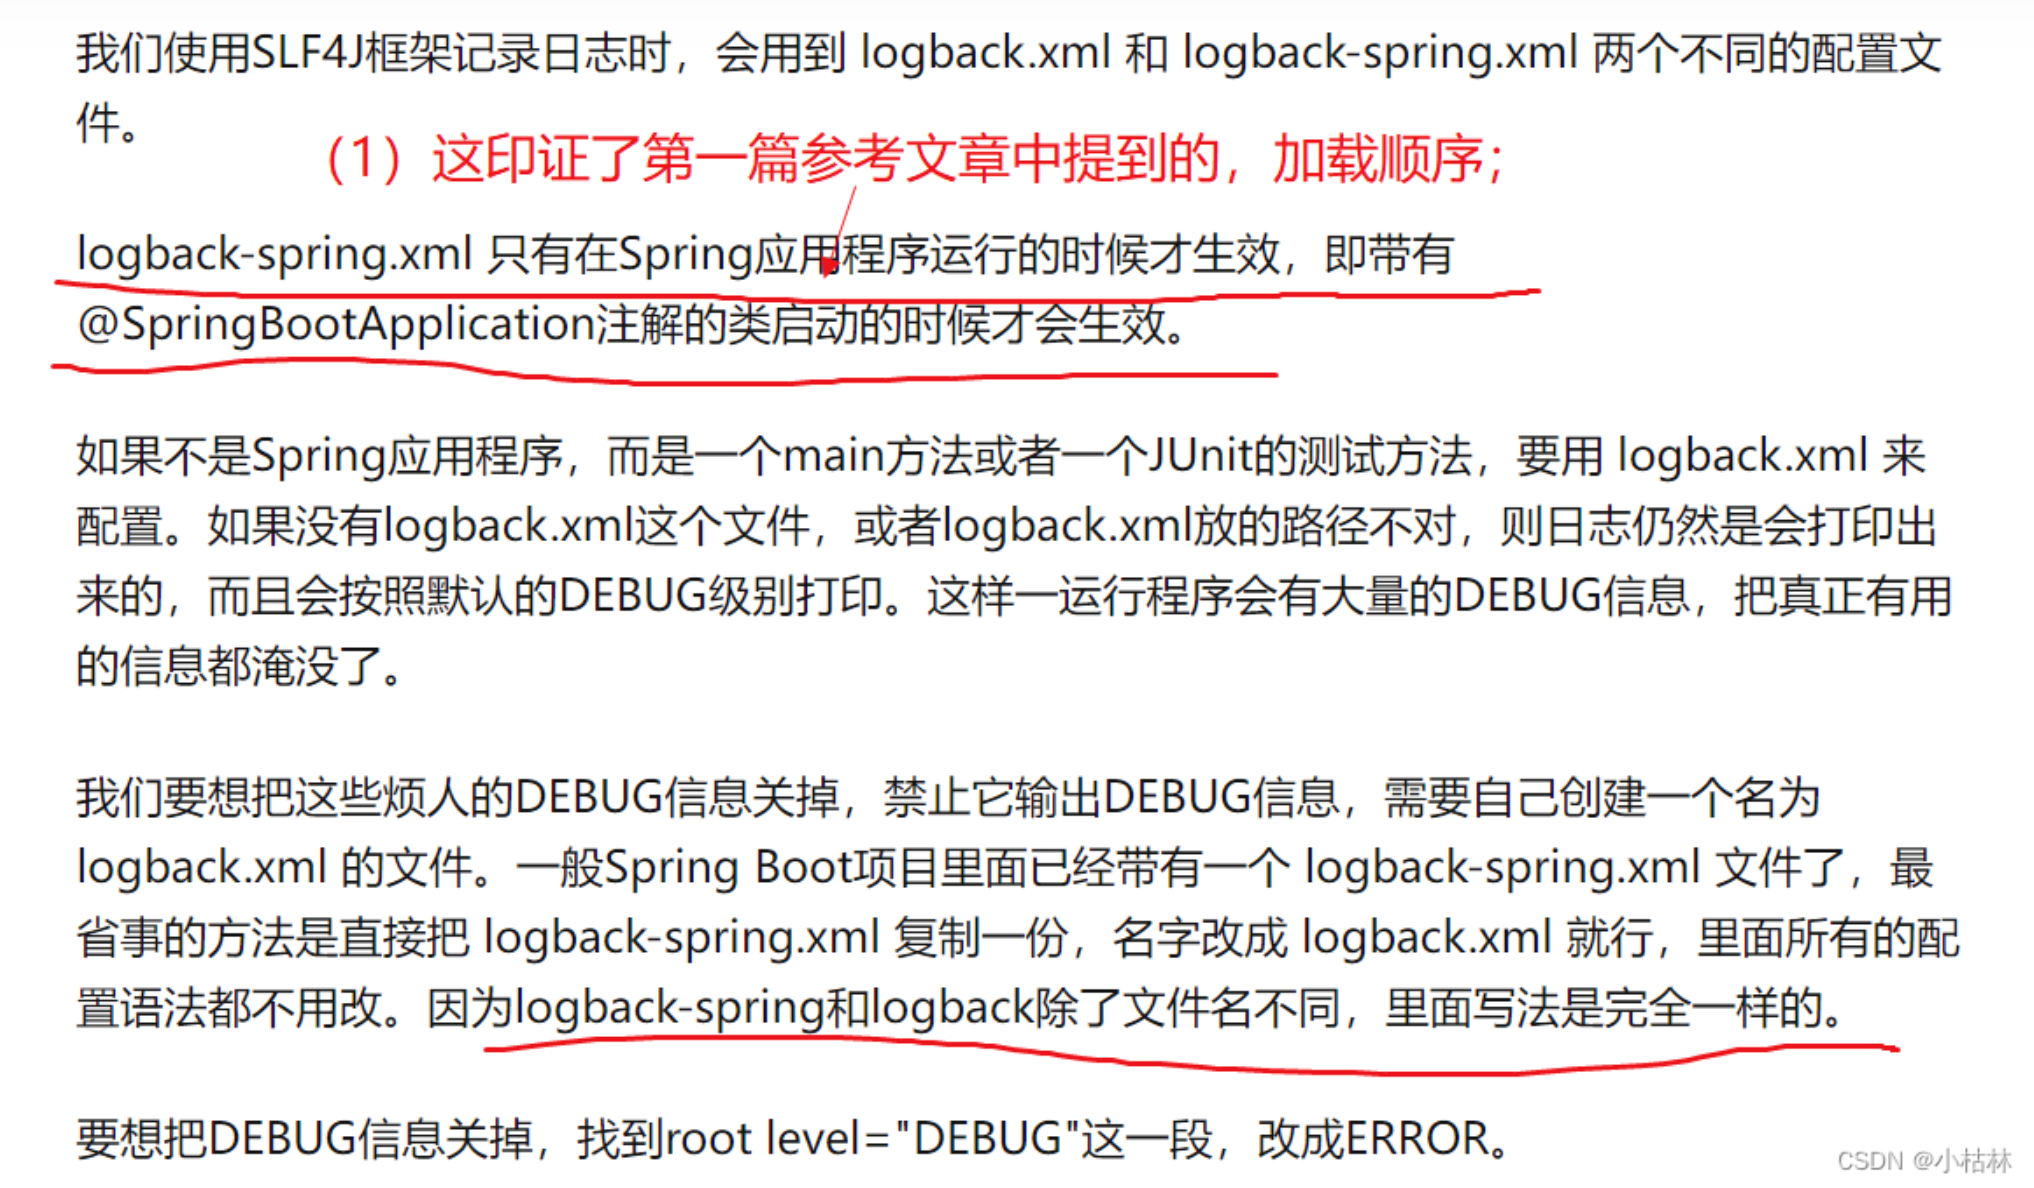 我们使用SLF4J框架记录日志时，会用到 logback.xml 和 logback-spring.xml 两个不同的配置文
件。
（1）这印证了第一篇参考文章中提到的，加载顺序；
logback-spring.xml 只有在Spring应用程序运行的时候才生效，即带有
@SpringBootApplication注解的类启动的时候才会生效。
如果不是Spring应用程序，而是一个main方法或者一个JUnit的测试方法，要用 logback.xml 来
配置。如果没有logback.xml这个文件，或者logback.xml放的路径不对，则日志仍然是会打印出
来的，而且会按照默认的DEBUG级别打印。这样一运行程序会有大量的DEBUG信息，把真正有用
的信息都淹没了。
我们要想把这些烦人的DEBUG信息关掉，禁止它输出DEBUG信息，需要自己创建一个名为
logback.xml 的文件。一般Spring Boot项目里面已经带有一个 logback-spring.xml 文件了，最
省事的方法是直接把 logback-spring.xml 复制一份，名字改成 logback.xml 就行，里面所有的配
置语法都不用改。因为logback-spring和logback除了文件名不同，里面写法是完全一样的。
要想把DEBUG信息关掉，找到root level="DEBUG"这一段，改成ERROR。
CSDN @小枯林